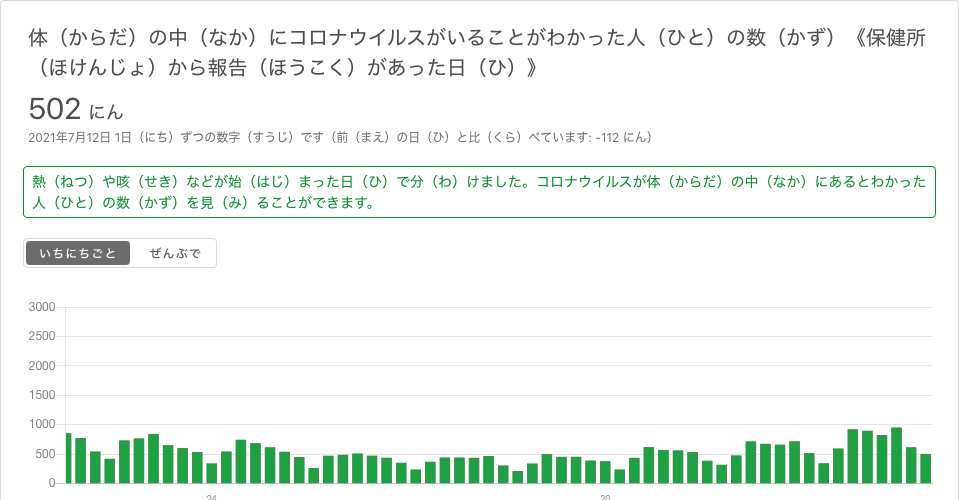 体（からだ）の中（なか）にコロナウイルスがいることがわかった人（ひと）の数（かず）《保健所
（ほけんじょ）から報告（ほうこく）があった日（ひ）》
502 にん
2021年7月12日 1日（にち）ずつの数字（すうじ）です（前（まえ）の日（ひ）と比（くら）べています: -112 にん）
熱（ねつ）や咳（せき）などが始（はじ）まった日（ひ）で分（わ）けました。コロナウイルスが体（からだ）の中（なか）にあるとわかった
人（ひと）の数（かず）を見（み）ることができます。
いちにちごと ぜんぶで
3000
2500
2000
1500
1000
500
0
24 20